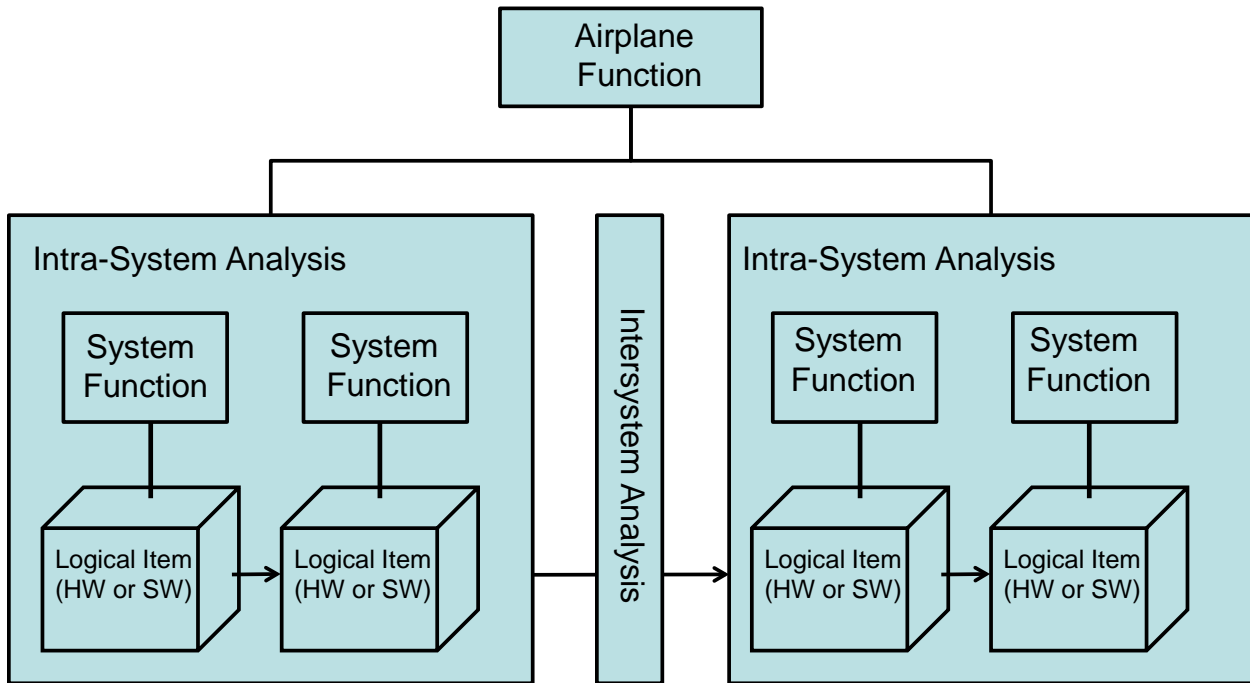 Airplane
Function
Intra-System Analysis
System
Function
System
Function
Logical Item
(HW or SW)
Logical Item
(HW or SW)
Intersystem Analysis
Intra-System Analysis
System
Function
System
Function
Logical Item
(HW or SW)
Logical Item
(HW or SW)